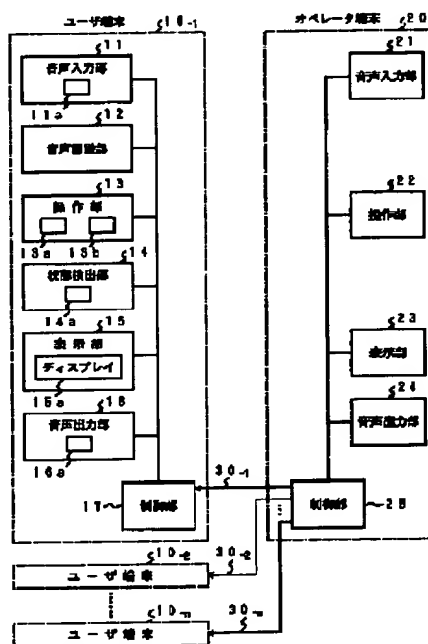 ユーザ端末
10-1
11
音声入力部
11a
12
音声認識部
13
操作部
13a
13b
14
状態検出部
14a
15
表示部
ディスプレイ
15a
16
音声出力部
16a
17
制御部
オペレータ端末
20
21
音声入力部
22
操作部
23
表示部
24
音声出力部
25
制御部
30-1
10-2
30-2
ユーザ端末
10-n
30-n
ユーザ端末